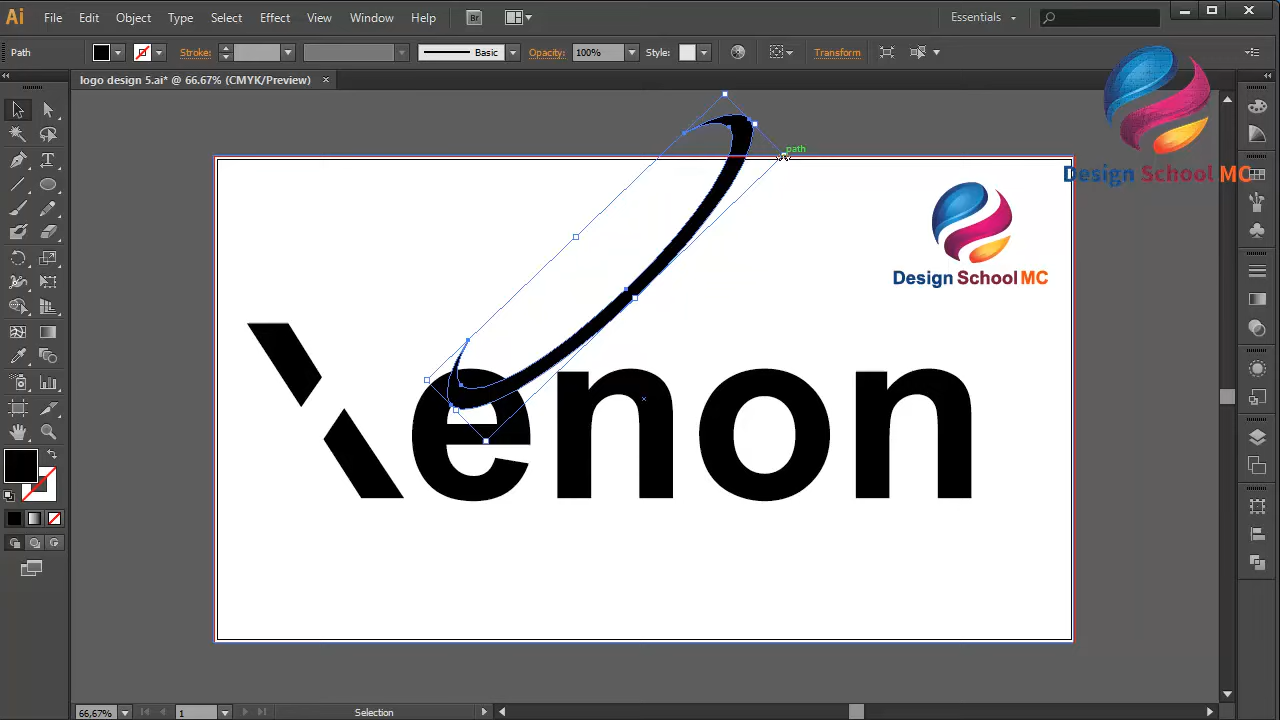 Ai File Edit Object Type Select Effect View Window Help Br Essentials
Path Stroke: Basic Opacity: 100% Style: Transform
logo design 5.ai* @ 66.67% (CMYK/Preview) ×
path
Design School MC
Design School MC
enon
66,67% 1 Selection